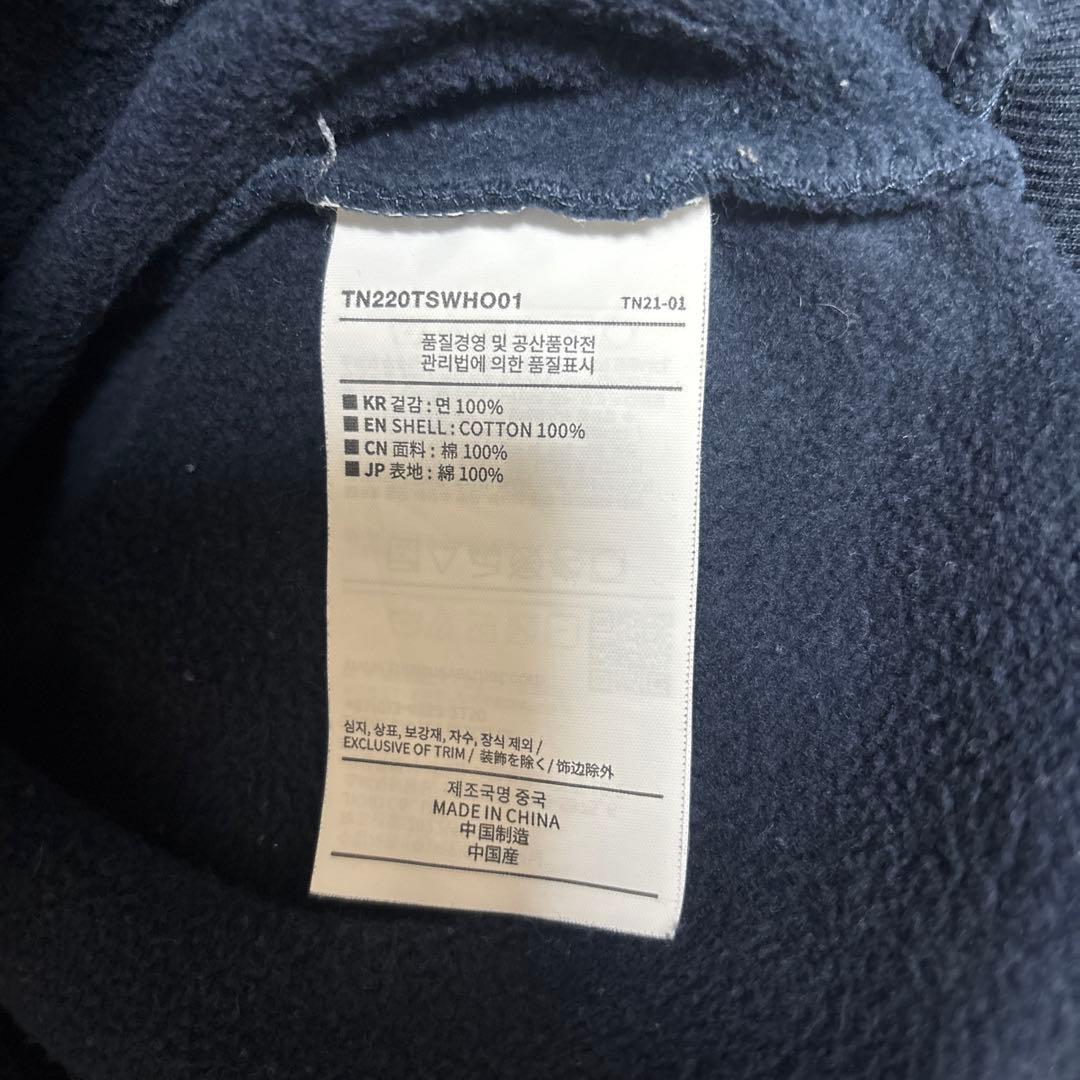 TN220TSWHO01 TN21-01
품질경영 및 공산품안전
관리법에 의한 품질표시
KR 겉감 : 면 100%
EN SHELL : COTTON 100%
CN 面料 : 棉 100%
JP 表地 : 綿 100%
심지, 상표, 보강재, 자수, 장식 제외 /
EXCLUSIVE OF TRIM / 装飾を除く / 饰边除外
제조국명 중국
MADE IN CHINA
中国制造
中国産